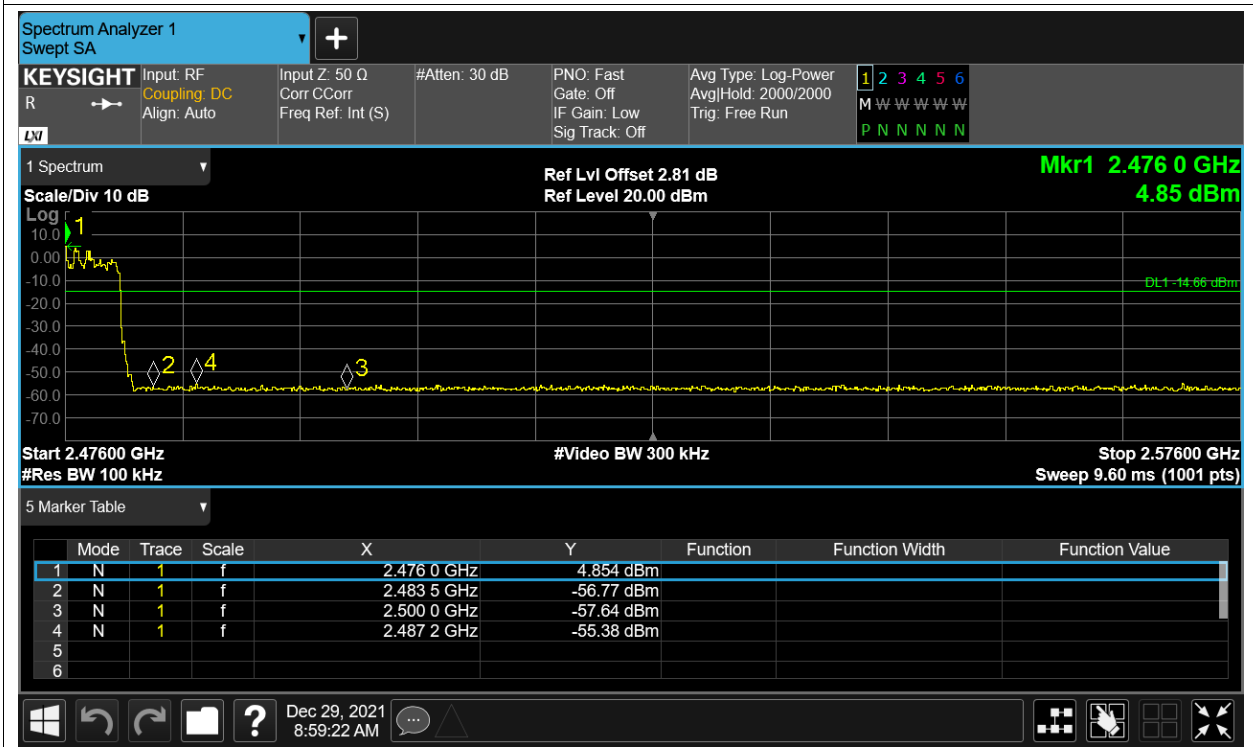 Spectrum Analyzer 1
Swept SA
+
KEYSIGHT Input: RF Input Z: 50 Ω #Atten: 30 dB PNO: Fast Avg Type: Log-Power 1 2 3 4 5 6
R Coupling: DC Corr CCorr Gate: Off Avg|Hold: 2000/2000 M W W W W W
Align: Auto Freq Ref: Int (S) IF Gain: Low Trig: Free Run
LXI Sig Track: Off P N N N N N
1 Spectrum Ref Lvl Offset 2.81 dB Mkr1 2.476 0 GHz
Scale/Div 10 dB Ref Level 20.00 dBm 4.85 dBm
Log
1
10.0
0.00
-10.0
DL1 -14.66 dBm
-20.0
-30.0
-40.0
2 4 3
-50.0
-60.0
-70.0
Start 2.47600 GHz #Video BW 300 kHz Stop 2.57600 GHz
#Res BW 100 kHz Sweep 9.60 ms (1001 pts)
5 Marker Table
Mode Trace Scale X Y Function Function Width Function Value
1 N 1 f 2.476 0 GHz 4.854 dBm
2 N 1 f 2.483 5 GHz -56.77 dBm
3 N 1 f 2.500 0 GHz -57.64 dBm
4 N 1 f 2.487 2 GHz -55.38 dBm
5
6
? Dec 29, 2021
8:59:22 AM